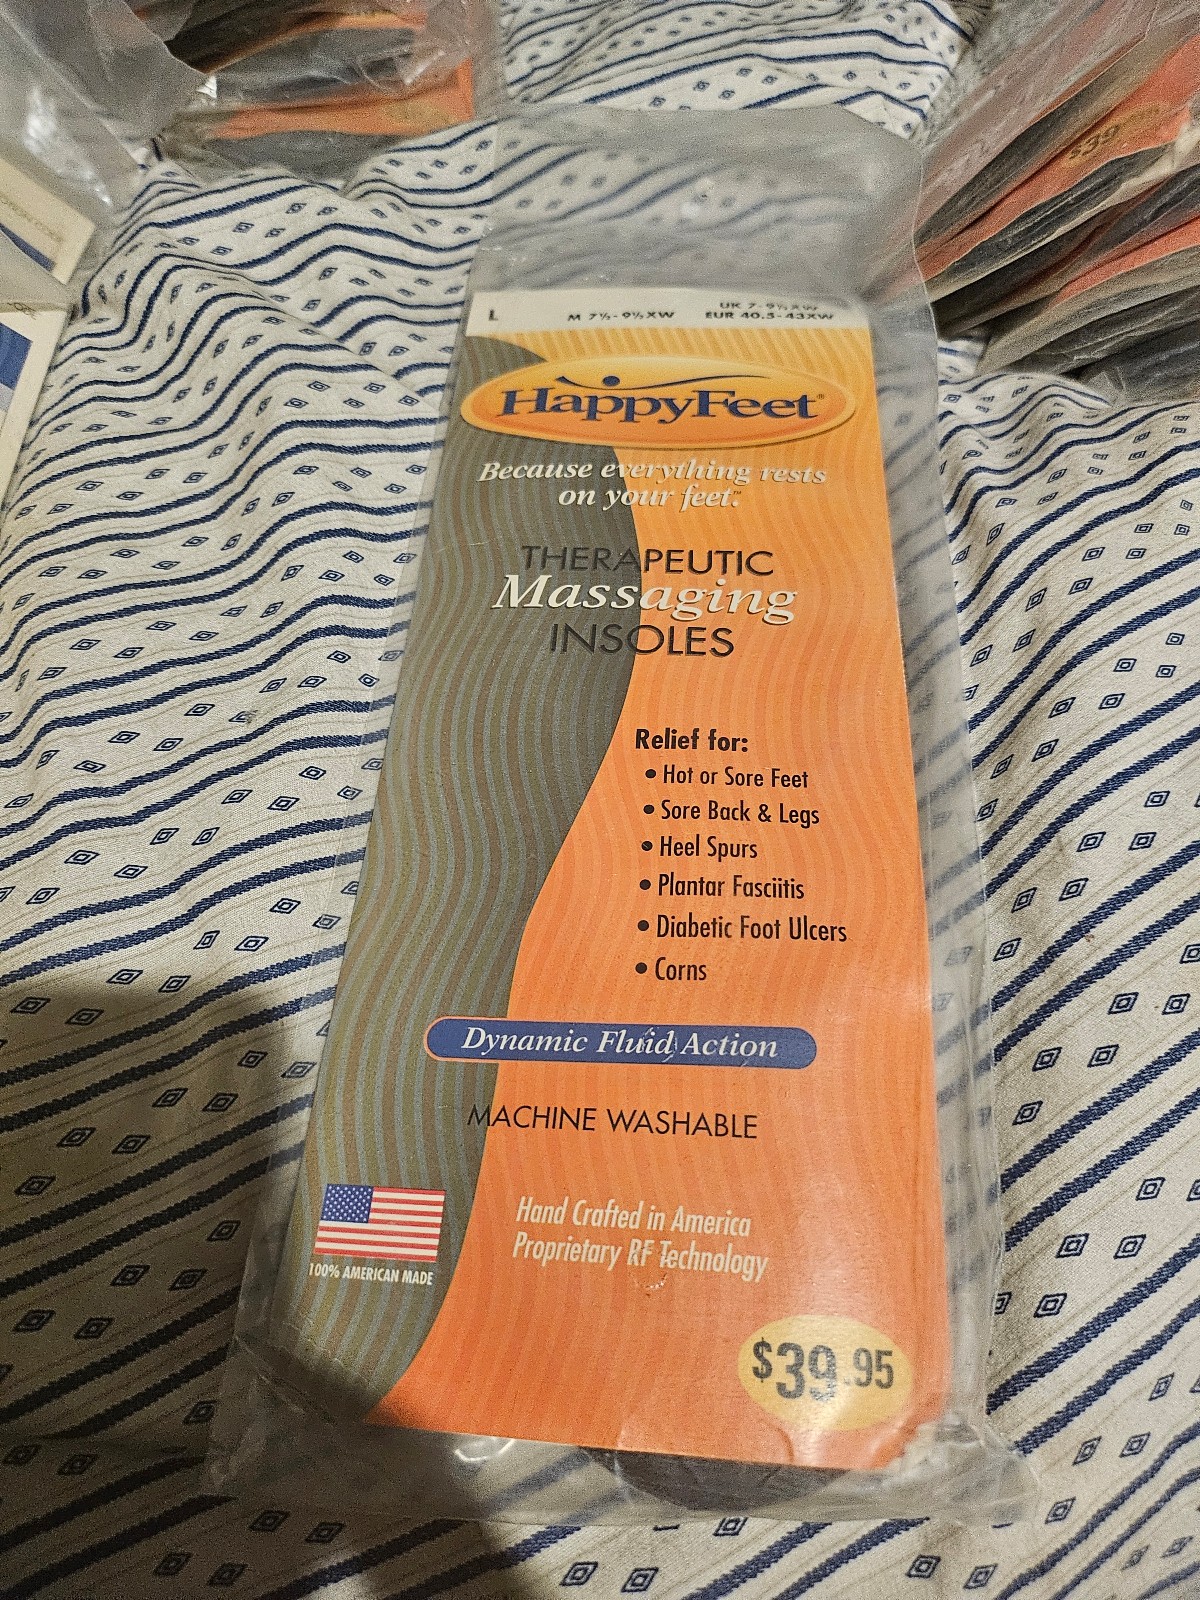 $39
L
M 7½-9½XW
UK 7-9½XW
EUR 40.5-43XW
HappyFeet®
Because everything rests
on your feet.™
THERAPEUTIC
Massaging
INSOLES
Relief for:
• Hot or Sore Feet
• Sore Back & Legs
• Heel Spurs
• Plantar Fasciitis
• Diabetic Foot Ulcers
• Corns
Dynamic Fluid Action
MACHINE WASHABLE
Hand Crafted in America
Proprietary RF Technology
100% AMERICAN MADE
$39.95